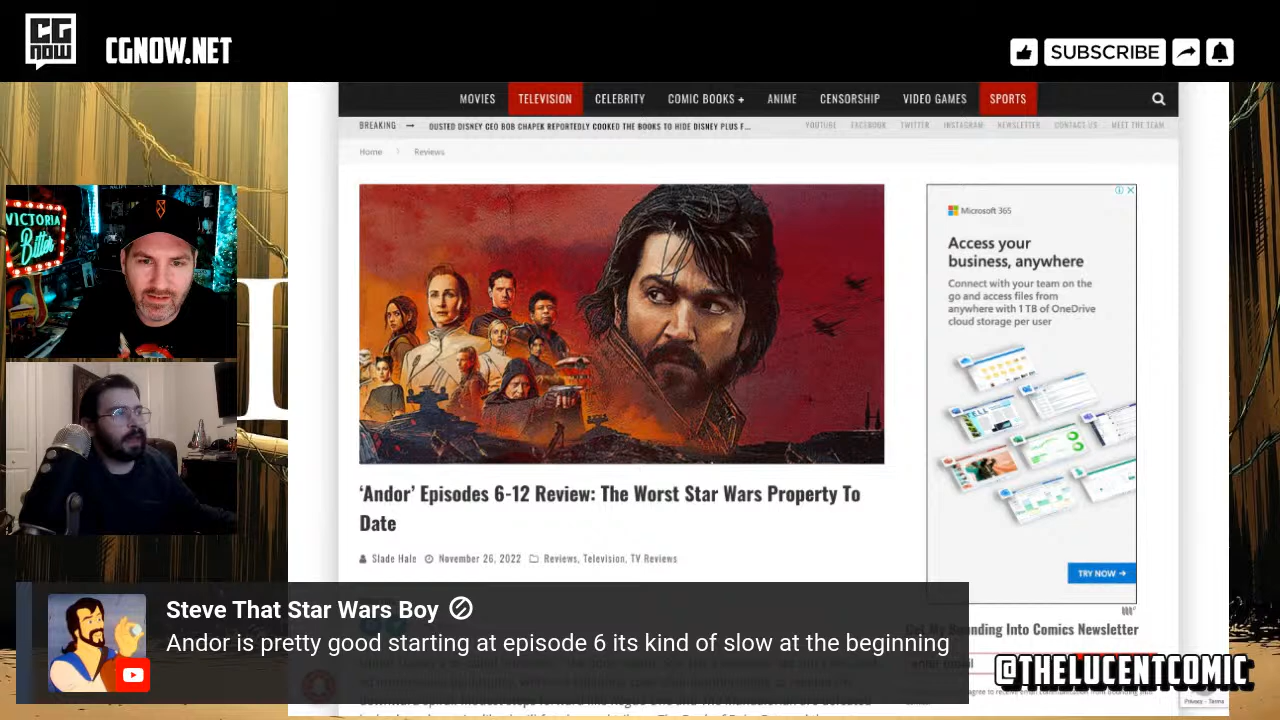 CG NOW
CGNOW.NET
SUBSCRIBE
MOVIES TELEVISION CELEBRITY COMIC BOOKS + ANIME CENSORSHIP VIDEO GAMES SPORTS
BREAKING → OUSTED DISNEY CEO BOB CHAPEK REPORTEDLY COOKED THE BOOKS TO HIDE DISNEY PLUS F...
YOUTUBE FACEBOOK TWITTER INSTAGRAM NEWSLETTER CONTACT US MEET THE TEAM
Home › Reviews
VICTORIA
Bitter
Microsoft 365
Access your
business, anywhere
Connect with your team on the
go and access files from
anywhere with 1 TB of OneDrive
cloud storage per user
TRY NOW →
‘Andor’ Episodes 6-12 Review: The Worst Star Wars Property To
Date
Slade Hale November 26, 2022 Reviews, Television, TV Reviews
Bounding Into Comics Newsletter
Steve That Star Wars Boy
Andor is pretty good starting at episode 6 its kind of slow at the beginning
@THELUCENTCOMIC
Privacy - Terms